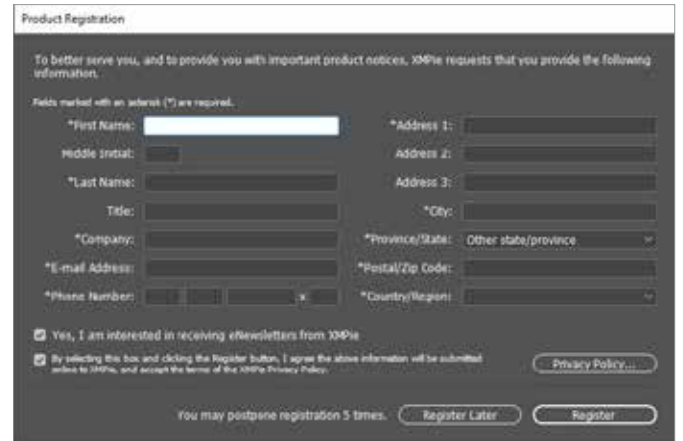 Product Registration
To better serve you, and to provide you with important product notices, XMPie requests that you provide the following
information.
Fields marked with an asterisk (*) are required.
*First Name:
*Address 1:
Middle Initial:
Address 2:
*Last Name:
Address 3:
Title:
*City:
*Company:
*Province/State: Other state/province
*E-mail Address:
*Postal/Zip Code:
*Phone Number: x
*Country/Region:
Yes, I am interested in receiving eNewsletters from XMPie
By selecting this box and clicking the Register button, I agree the above information will be submitted
online to XMPie, and accept the terms of the XMPie Privacy Policy.
Privacy Policy...
You may postpone registration 5 times. Register Later Register